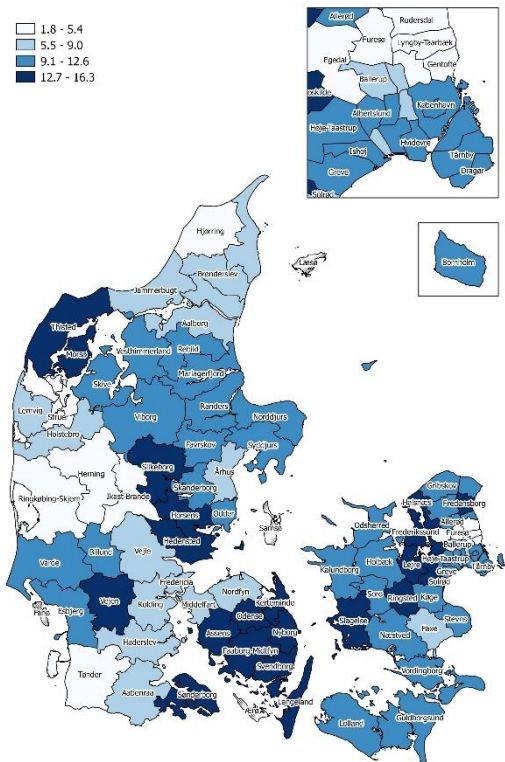 1.8 - 5.4
5.5 - 9.0
9.1 - 12.6
12.7 - 16.3
Allerød
Rudersdal
Furesø
Lyngby-Taarbæk
Egedal
Gentofte
Ballerup
oskilde
København
Albertslund
Høje-Taastrup
Hvidovre
Ishøj
Tårnby
Greve
Dragør
Solrød
Hjørring
Læsø
Bornholm
Brønderslev
Jammerbugt
Aalborg
Thisted
Vesthimmerland
Rebild
Morsø
Mariagerfjord
Skive
Lemvig
Struer
Randers
Norddjurs
Viborg
Holstebro
Favrskov
Syddjurs
Silkeborg
Herning
Århus
Skanderborg
Gribskov
Ringkøbing-Skjern
Ikast-Brande
Helsnæs
Fredensborg
Horsens
Odder
Samsø
Odsherred
Allerød
Frederikssund
Furesø
Hedensted
Ballerup
Vejle
Kalundborg
Holbæk
Lejre
Høje-Taastrup
Varde
Billund
Greve
Tårnby
Solrød
Fredericia
Nordfyn
Sorø
Ringsted
Køge
Fanø
Esbjerg
Vejen
Kolding
Middelfart
Kerteminde
Slagelse
Stevns
Odense
Næstved
Faxe
Haderslev
Assens
Nyborg
Faaborg-Midtfyn
Svendborg
Vordingborg
Tønder
Aabenraa
Sønderborg
Ærø
Langeland
Lolland
Guldborgsund